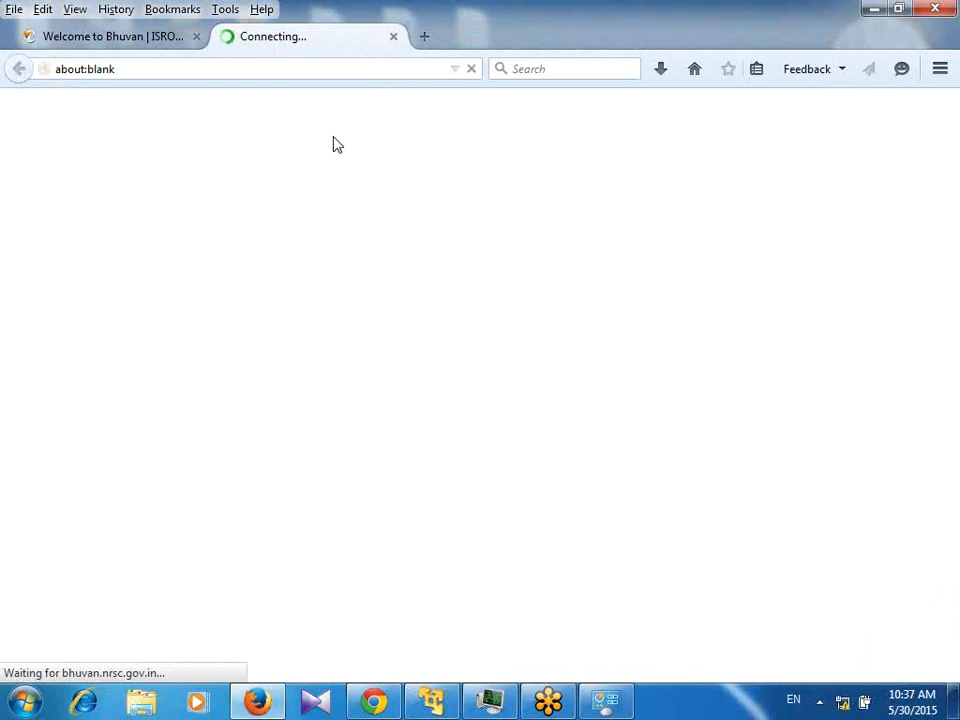 File Edit View History Bookmarks Tools Help
Welcome to Bhuvan | ISRO...
Connecting...
about:blank
Search
Feedback
Waiting for bhuvan.nrsc.gov.in...
EN
10:37 AM
5/30/2015